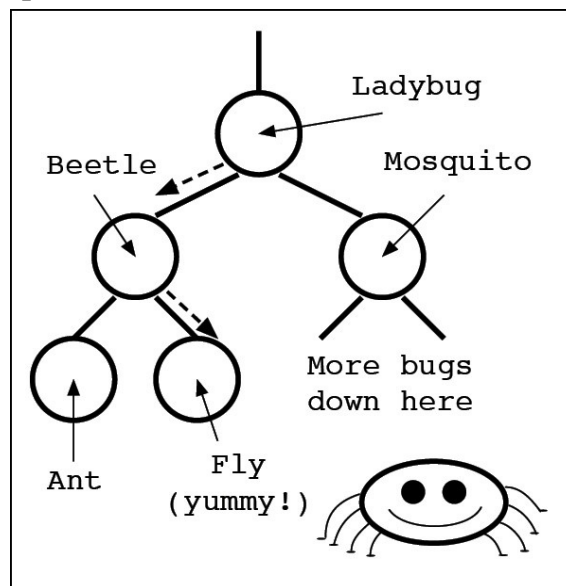 Ladybug
Beetle
Mosquito
More bugs
down here
Ant
Fly
(yummy!)